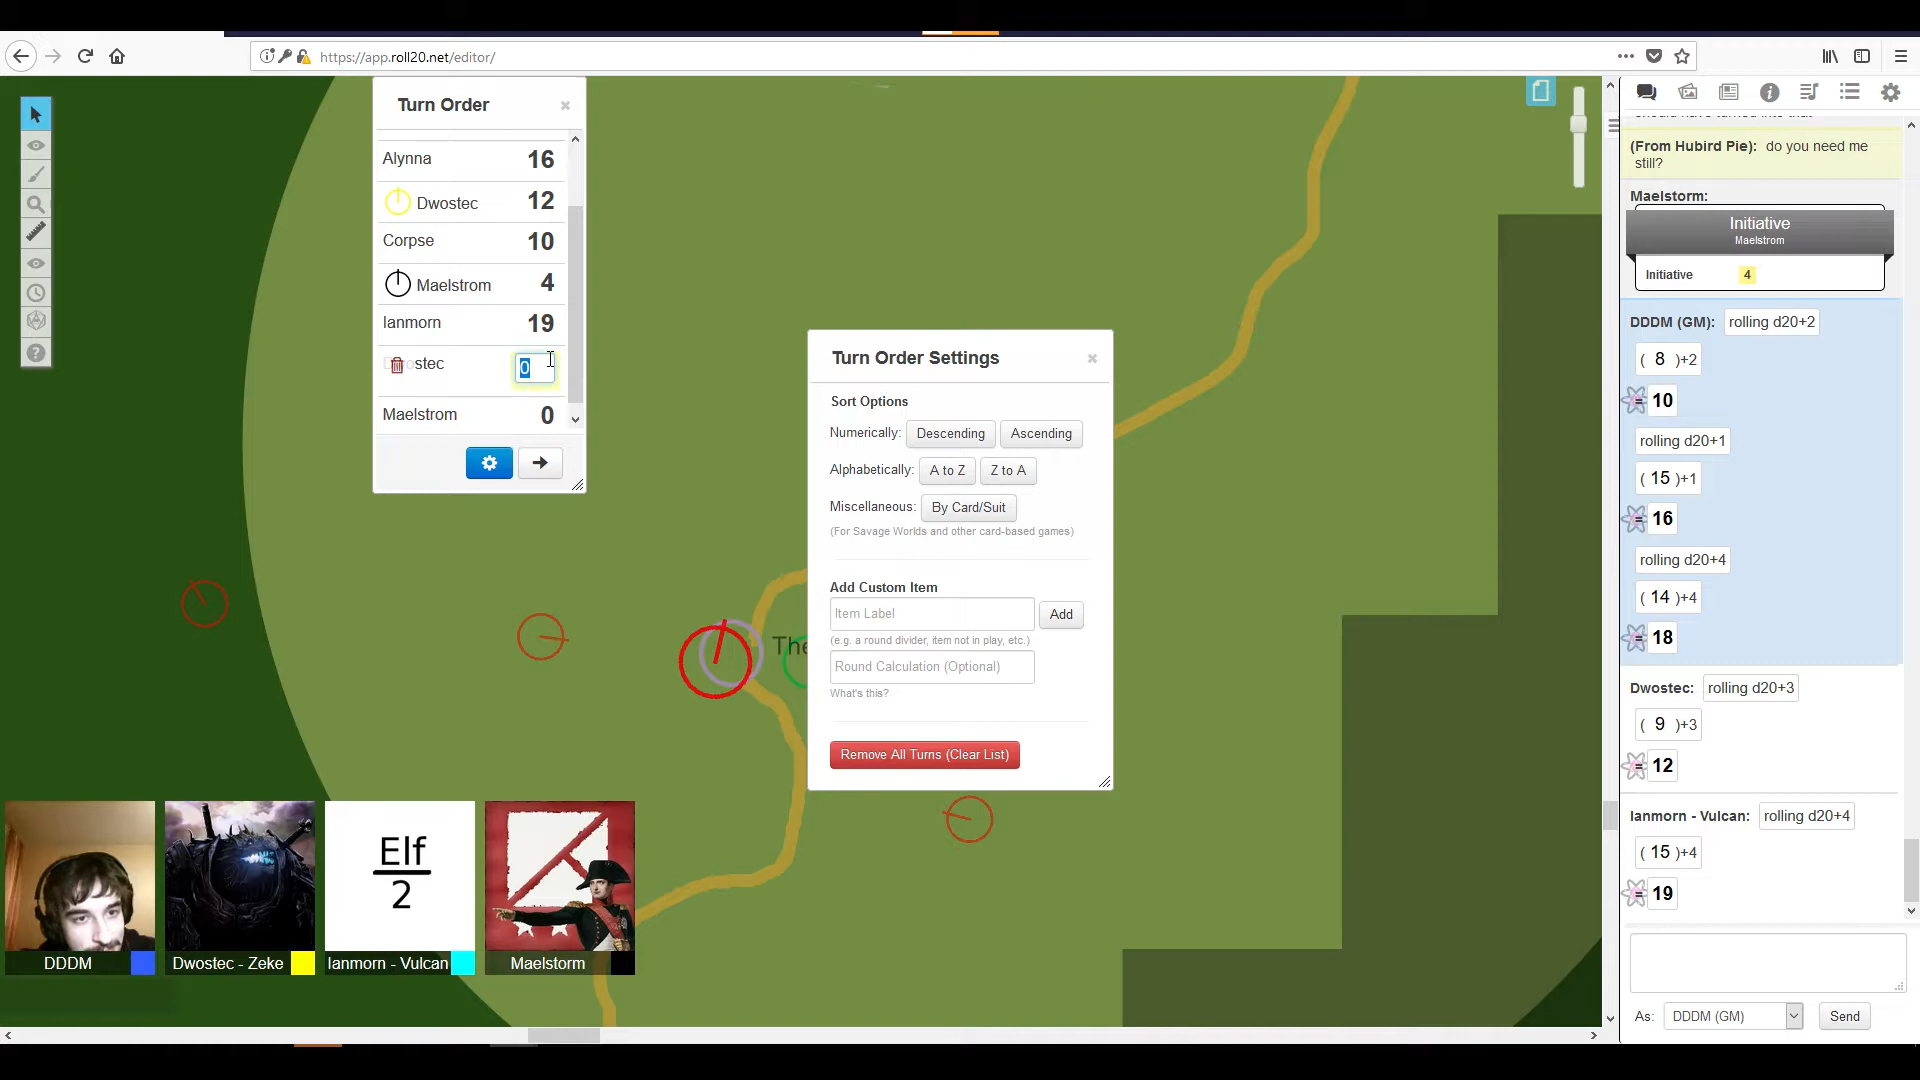 https://app.roll20.net/editor/
Turn Order
×
Alynna 16
Dwostec 12
Corpse 10
Maelstrom 4
Ianmorn 19
stec 0
Maelstrom 0
Turn Order Settings
×
Sort Options
Numerically: Descending Ascending
Alphabetically: A to Z Z to A
Miscellaneous: By Card/Suit
(For Savage Worlds and other card-based games)
Add Custom Item
Item Label Add
(e.g. a round divider, item not in play, etc.)
Round Calculation (Optional)
What's this?
Remove All Turns (Clear List)
The
Elf
2
DDDM
Dwostec - Zeke
Ianmorn - Vulcan
Maelstorm
(From Hubird Pie): do you need me
still?
Maelstorm:
Initiative
Maelstrom
Initiative 4
DDDM (GM): rolling d20+2
( 8 )+2
= 10
rolling d20+1
( 15 )+1
= 16
rolling d20+4
( 14 )+4
= 18
Dwostec: rolling d20+3
( 9 )+3
= 12
Ianmorn - Vulcan: rolling d20+4
( 15 )+4
= 19
As: DDDM (GM) Send